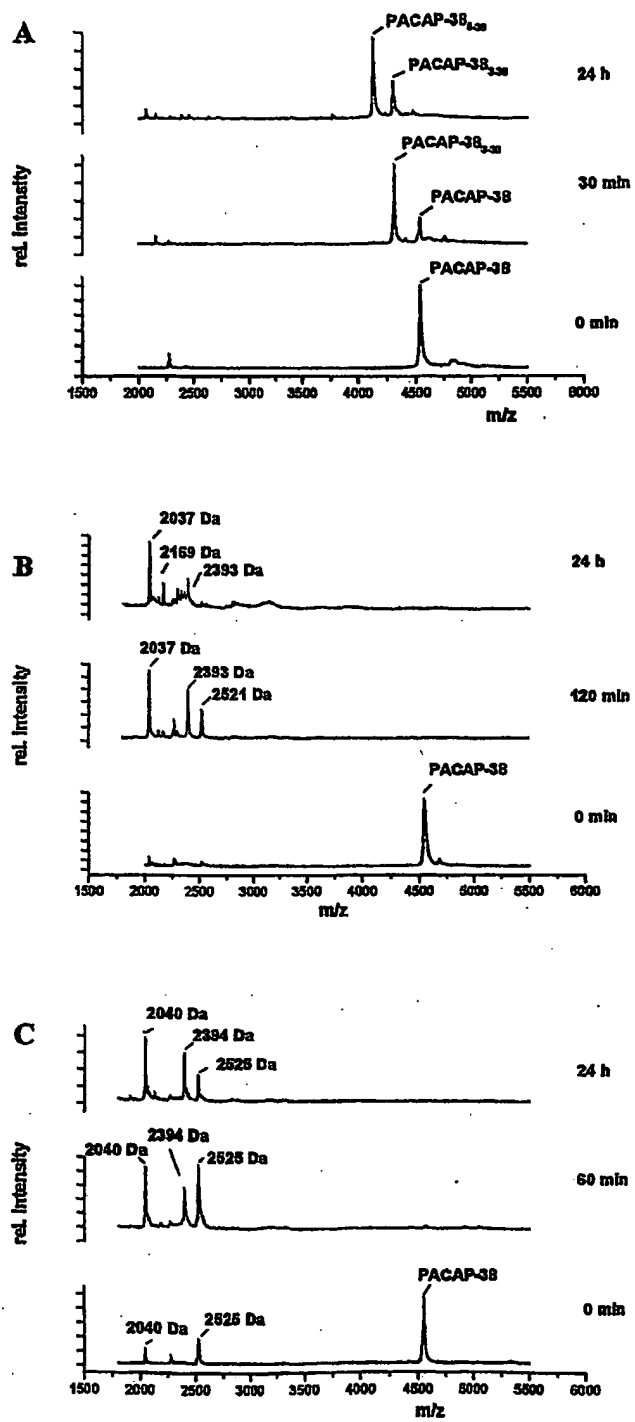 A
PACAP-38₅₋₃₈
PACAP-38₃₋₃₈
24 h
PACAP-38₃₋₃₈
PACAP-38
30 min
rel. intensity
PACAP-38
0 min
1500 2000 2500 3000 3500 4000 4500 5000 5500 6000
m/z
B
2037 Da
2169 Da
2393 Da
24 h
2037 Da
2393 Da
2521 Da
120 min
rel. intensity
PACAP-38
0 min
1500 2000 2500 3000 3500 4000 4500 5000 5500 6000
m/z
C
2040 Da
2394 Da
2525 Da
24 h
2394 Da
2040 Da
2525 Da
60 min
rel. intensity
PACAP-38
0 min
2040 Da
2525 Da
1500 2000 2500 3000 3500 4000 4500 5000 5500 6000
m/z